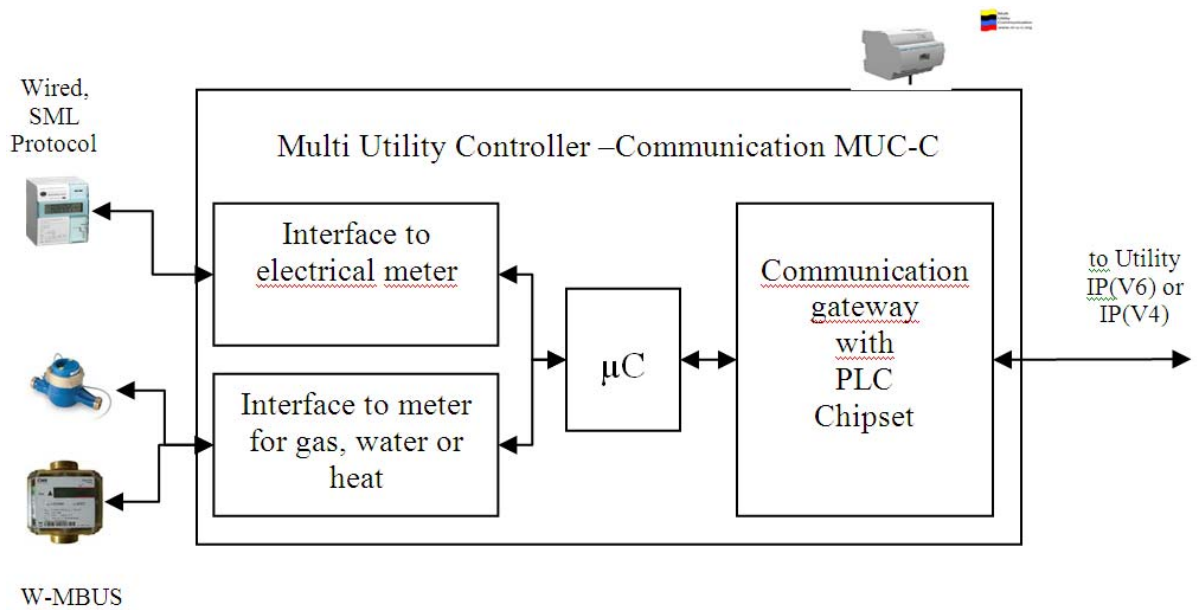 Wired,
SML
Protocol
Multi Utility Controller –Communication MUC-C
Interface to
electrical meter
Interface to meter
for gas, water or
heat
µC
Communication
gateway
with
PLC
Chipset
to Utility
IP(V6) or
IP(V4)
W-MBUS